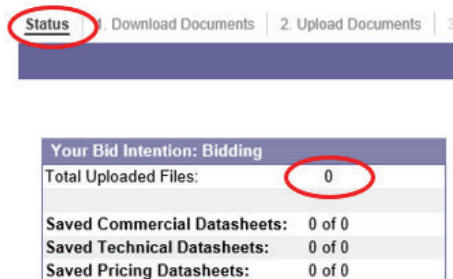 Status 1. Download Documents 2. Upload Documents 3
Your Bid Intention: Bidding
Total Uploaded Files: 0
Saved Commercial Datasheets: 0 of 0
Saved Technical Datasheets: 0 of 0
Saved Pricing Datasheets: 0 of 0